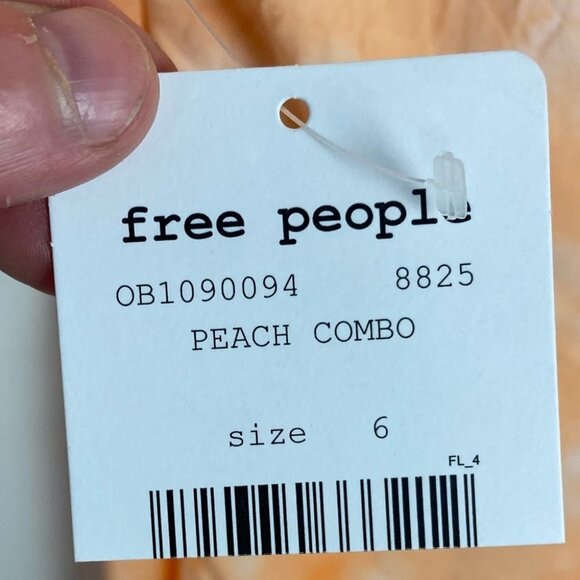 free people
OB1090094 8825
PEACH COMBO
size 6
FL_4